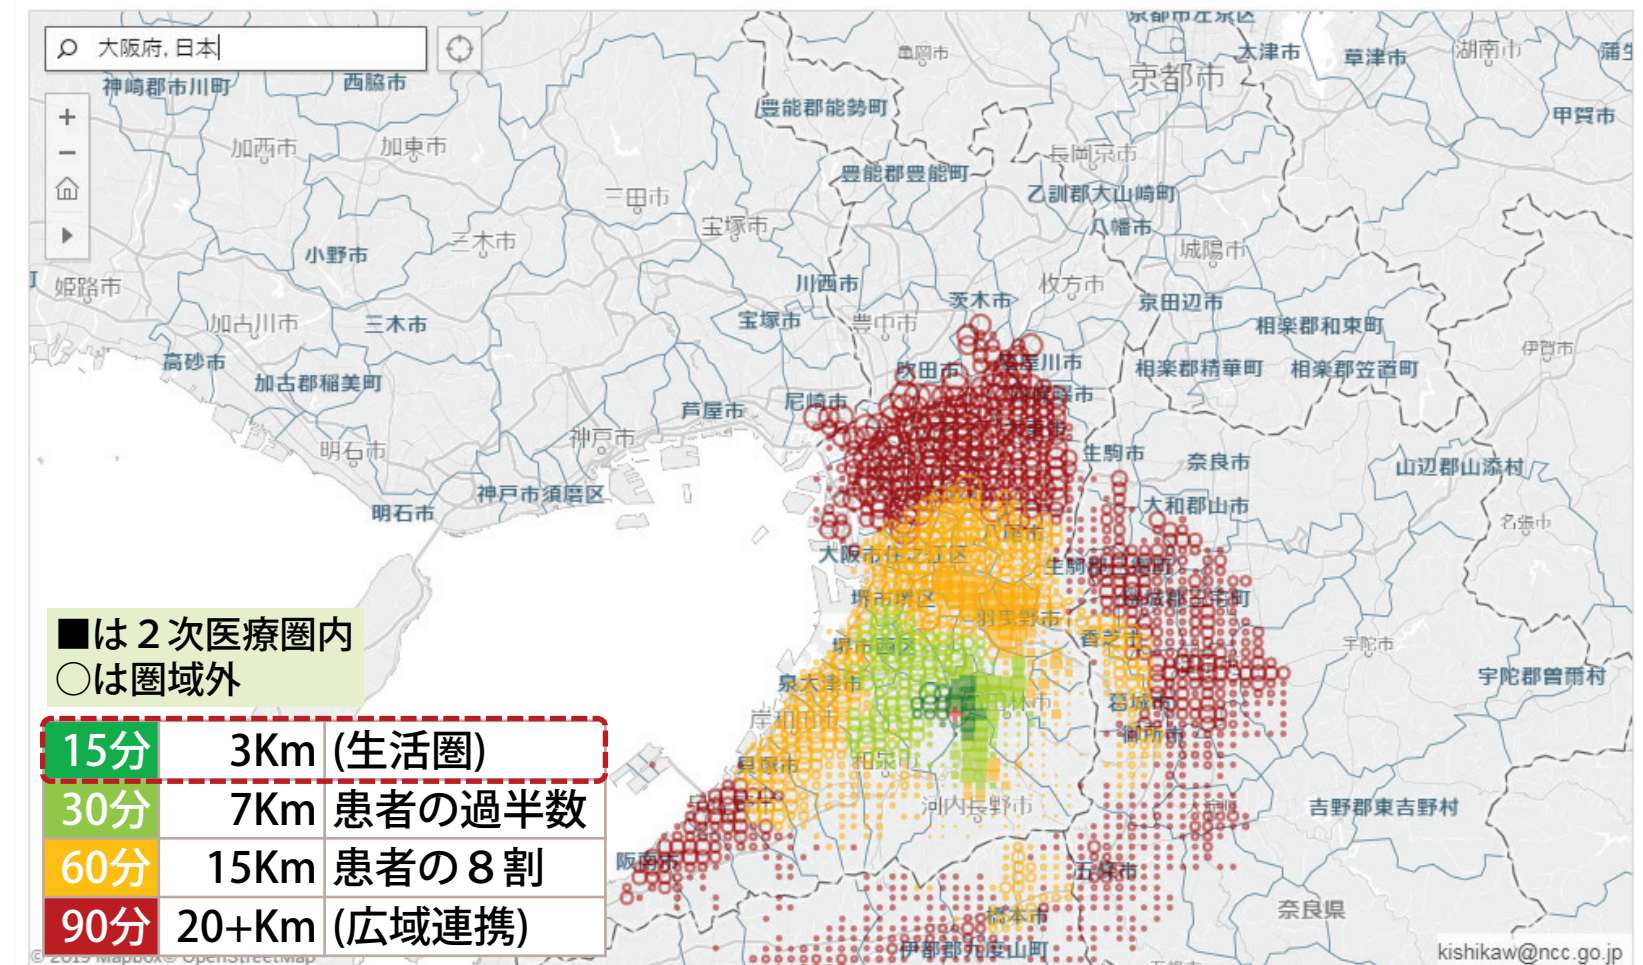 大阪府, 日本
京都市左京区
亀岡市
大津市
草津市
湖南市
京都市
神崎郡市川町
西脇市
豊能郡能勢町
甲賀市
加西市
加東市
長岡京市
豊能郡豊能町
三田市
乙訓郡大山崎町
宝塚市
八幡市
小野市
三木市
城陽市
姫路市
川西市
茨木市
枚方市
京田辺市
加古川市
三木市
宝塚市
豊中市
相楽郡和束町
伊賀市
高砂市
加古郡稲美町
吹田市
相楽郡精華町
相楽郡笠置町
芦屋市
尼崎市
明石市
神戸市
生駒市
奈良市
山辺郡山添村
神戸市須磨区
明石市
大和郡山市
名張市
八尾市
大阪市住之江区
堺市堺区
羽曳野市
堺市西区
香芝市
宇陀市
宇陀郡曽爾村
泉大津市
岸和田市
葛城市
御所市
貝塚市
和泉市
河内長野市
吉野郡東吉野村
阪南市
五條市
橋本市
奈良県
伊都郡九度山町
■は２次医療圏内
○は圏域外
15分 3Km (生活圏)
30分 7Km 患者の過半数
60分 15Km 患者の８割
90分 20+Km (広域連携)
© 2019 Mapbox © OpenStreetMap
kishikaw@ncc.go.jp